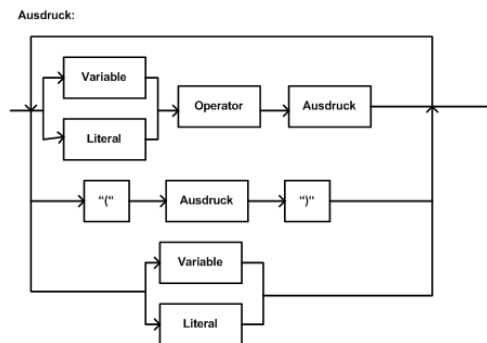 Ausdruck:
Variable
Operator
Ausdruck
Literal
"("
Ausdruck
")"
Variable
Literal